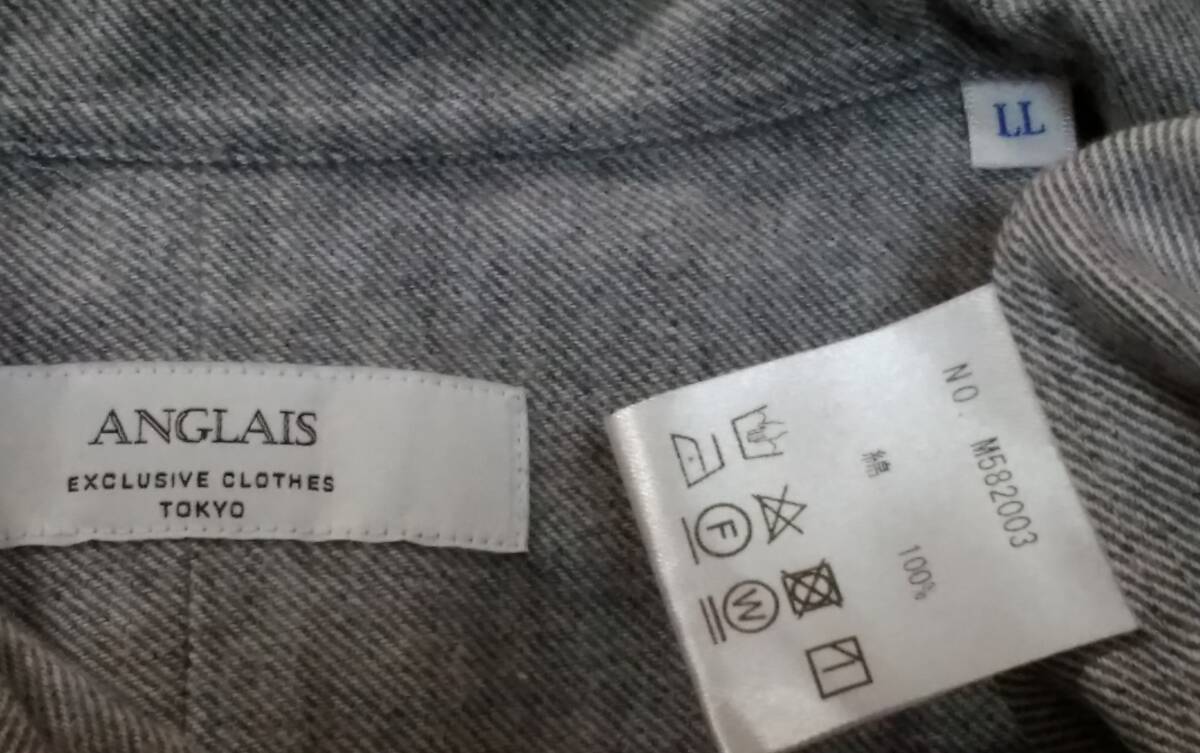 LL
ANGLAIS
EXCLUSIVE CLOTHES
TOKYO
NO. M582003
綿 100%
F
W